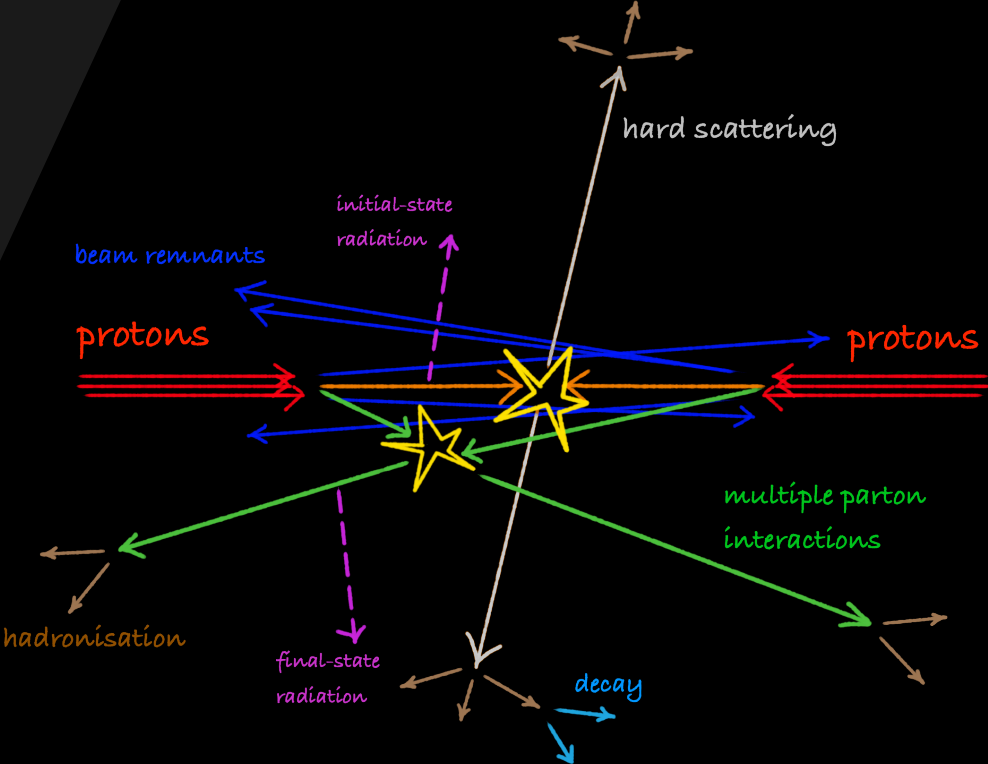 hard scattering
initial-state
radiation
beam remnants
protons
protons
multiple parton
interactions
hadronisation
final-state
radiation
decay